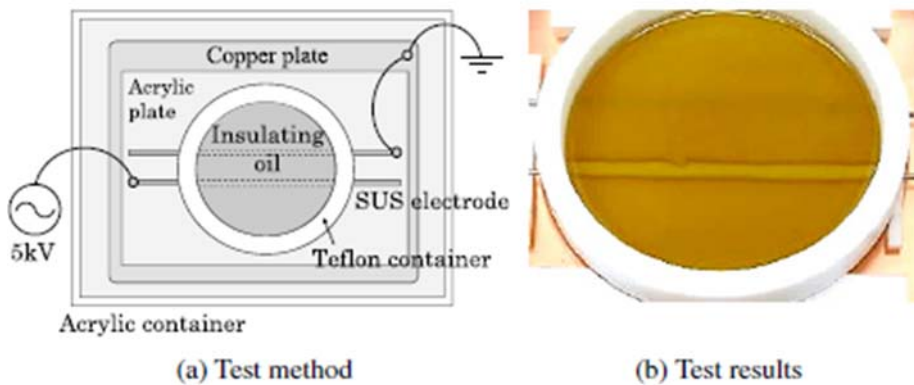 Copper plate
Acrylic
plate
Insulating
oil
SUS electrode
5kV
Teflon container
Acrylic container
(a) Test method
(b) Test results